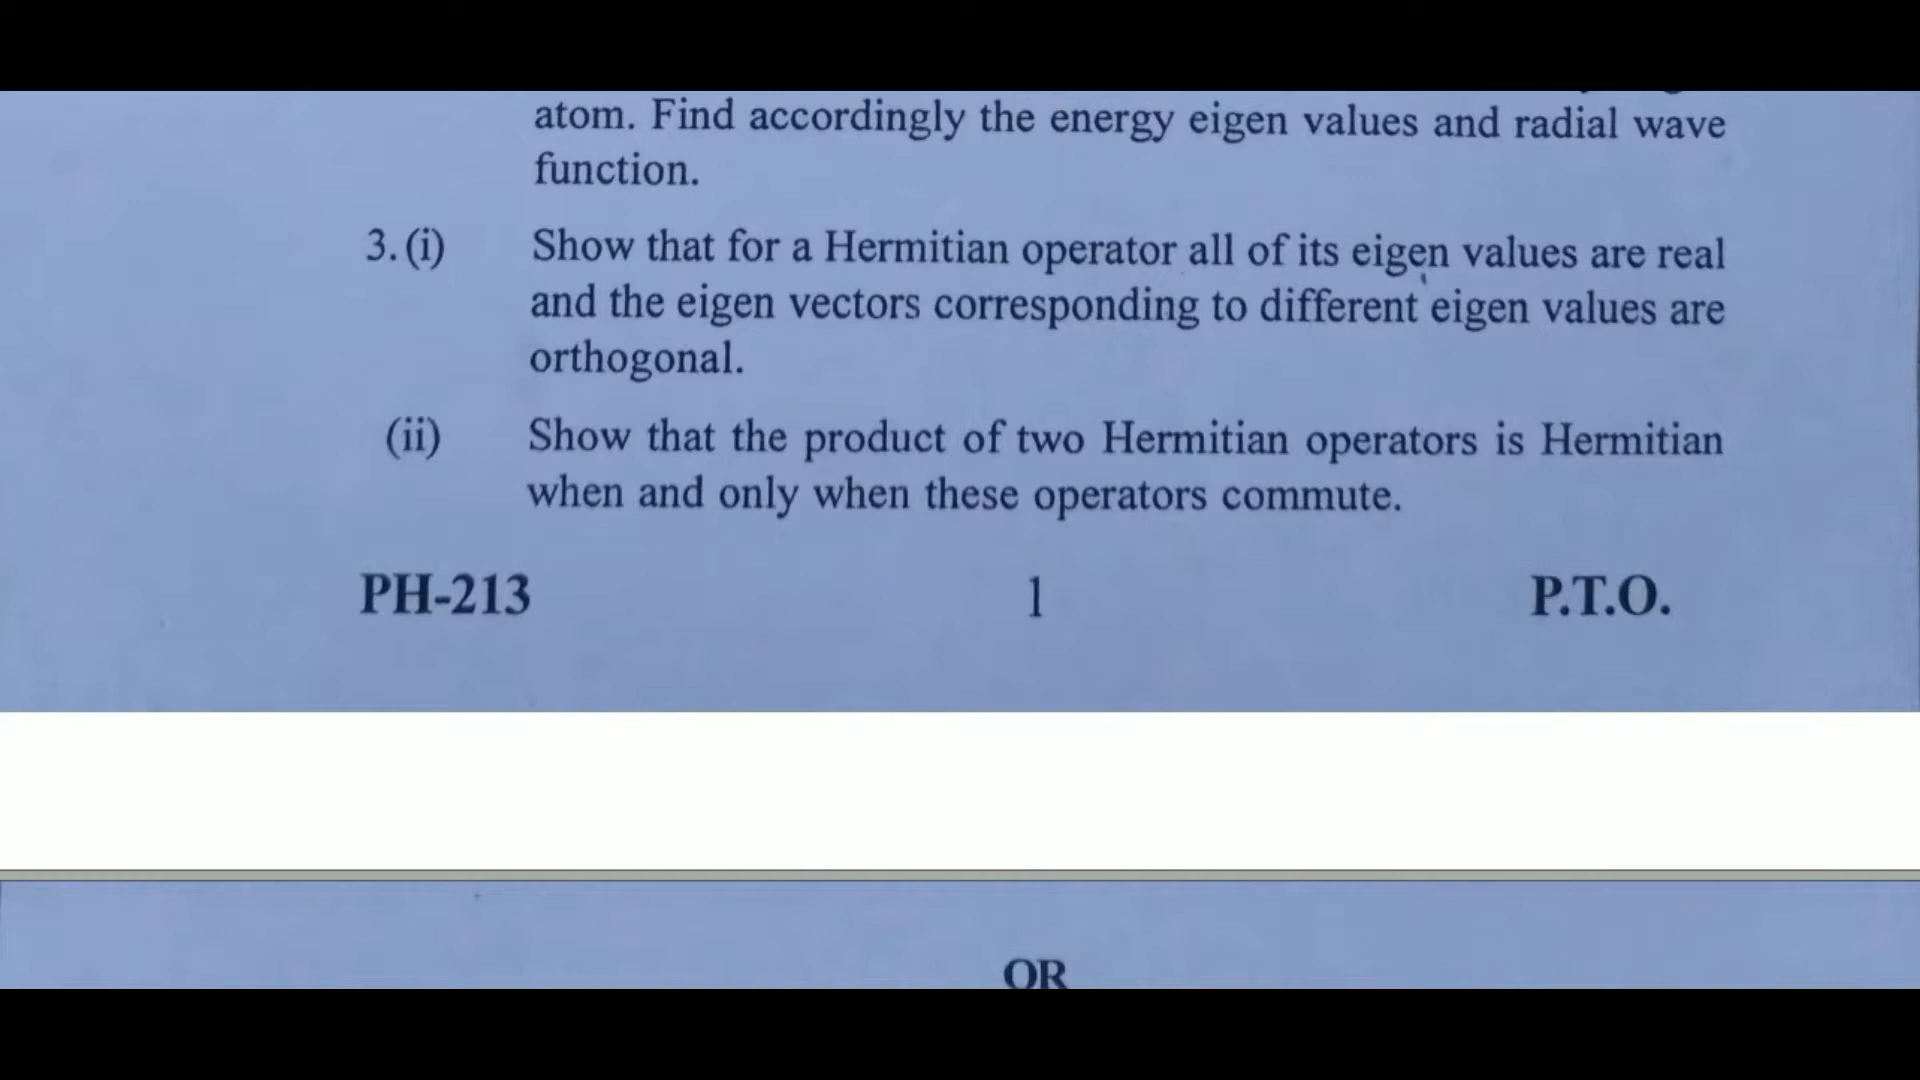 atom. Find accordingly the energy eigen values and radial wave
function.
3. (i) Show that for a Hermitian operator all of its eigen values are real
and the eigen vectors corresponding to different eigen values are
orthogonal.
(ii) Show that the product of two Hermitian operators is Hermitian
when and only when these operators commute.
PH-213 1 P.T.O.
OR